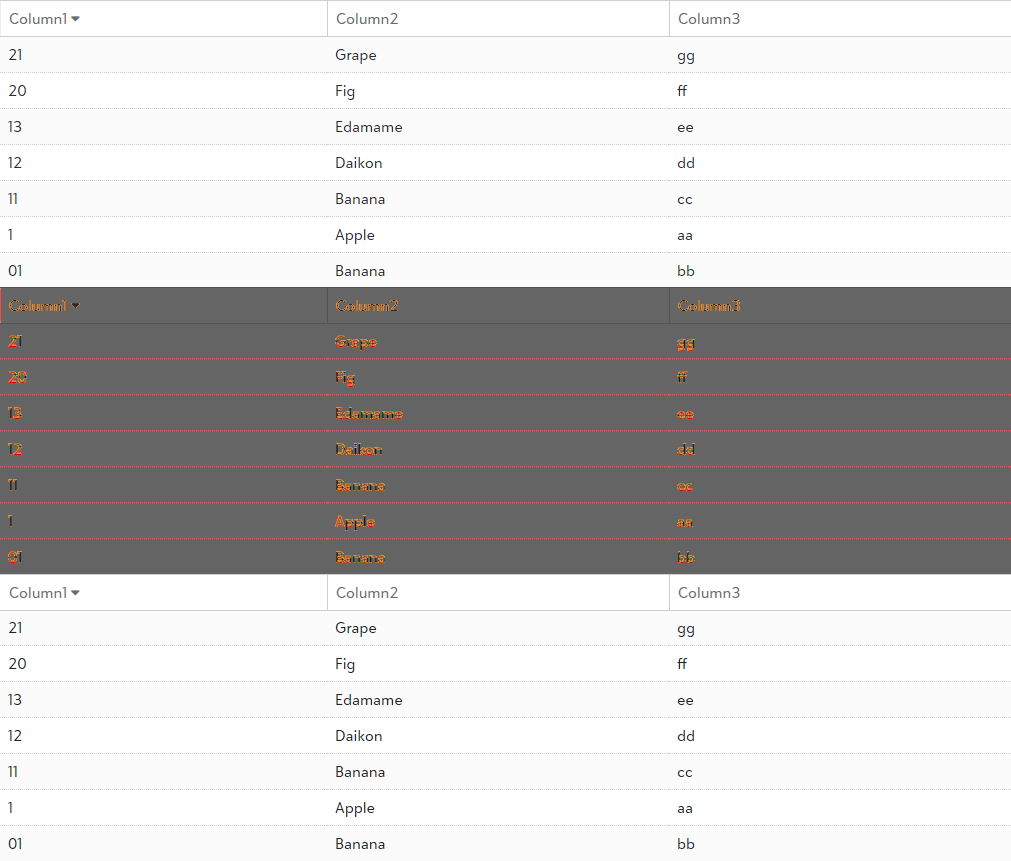 Column1 Column2 Column3
21 Grape gg
20 Fig ff
13 Edamame ee
12 Daikon dd
11 Banana cc
1 Apple aa
01 Banana bb
Column1 Column2 Column3
21 Grape gg
20 Fig ff
13 Edamame ee
12 Daikon dd
11 Banana cc
1 Apple aa
01 Banana bb
Column1 Column2 Column3
21 Grape gg
20 Fig ff
13 Edamame ee
12 Daikon dd
11 Banana cc
1 Apple aa
01 Banana bb